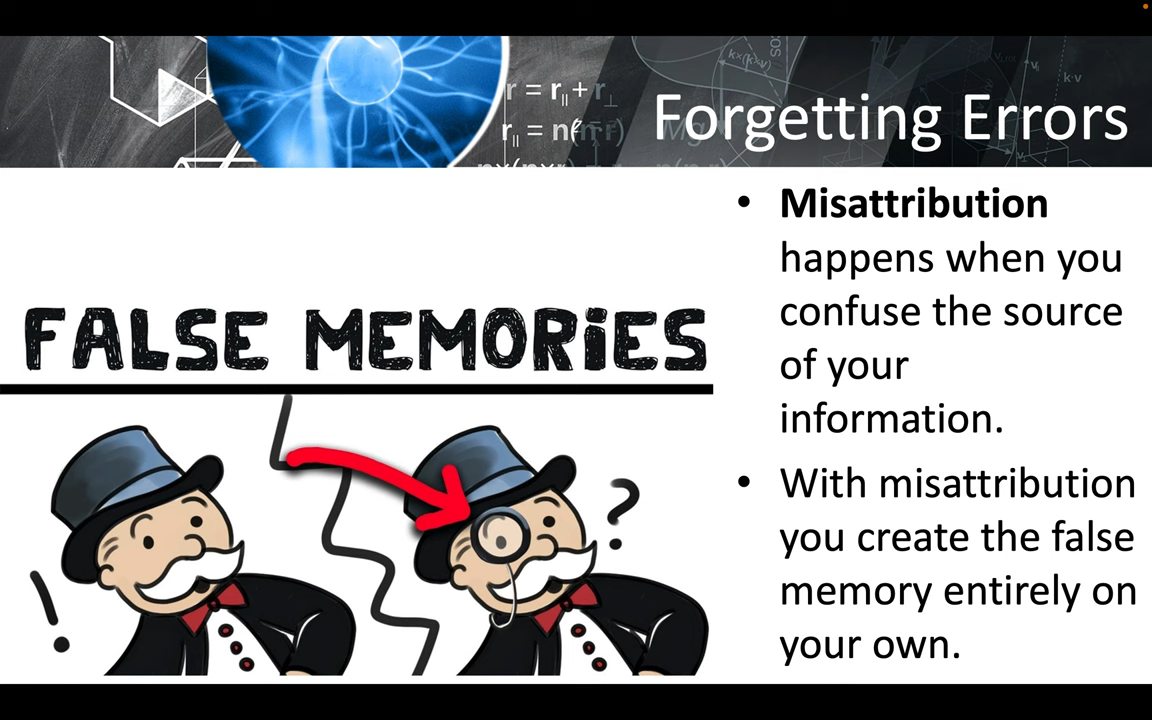 Forgetting Errors
r = r∥ + r⊥
k×(k×v)
k·v
FALSE MEMORIES
!
?
• Misattribution
happens when you
confuse the source
of your
information.
• With misattribution
you create the false
memory entirely on
your own.